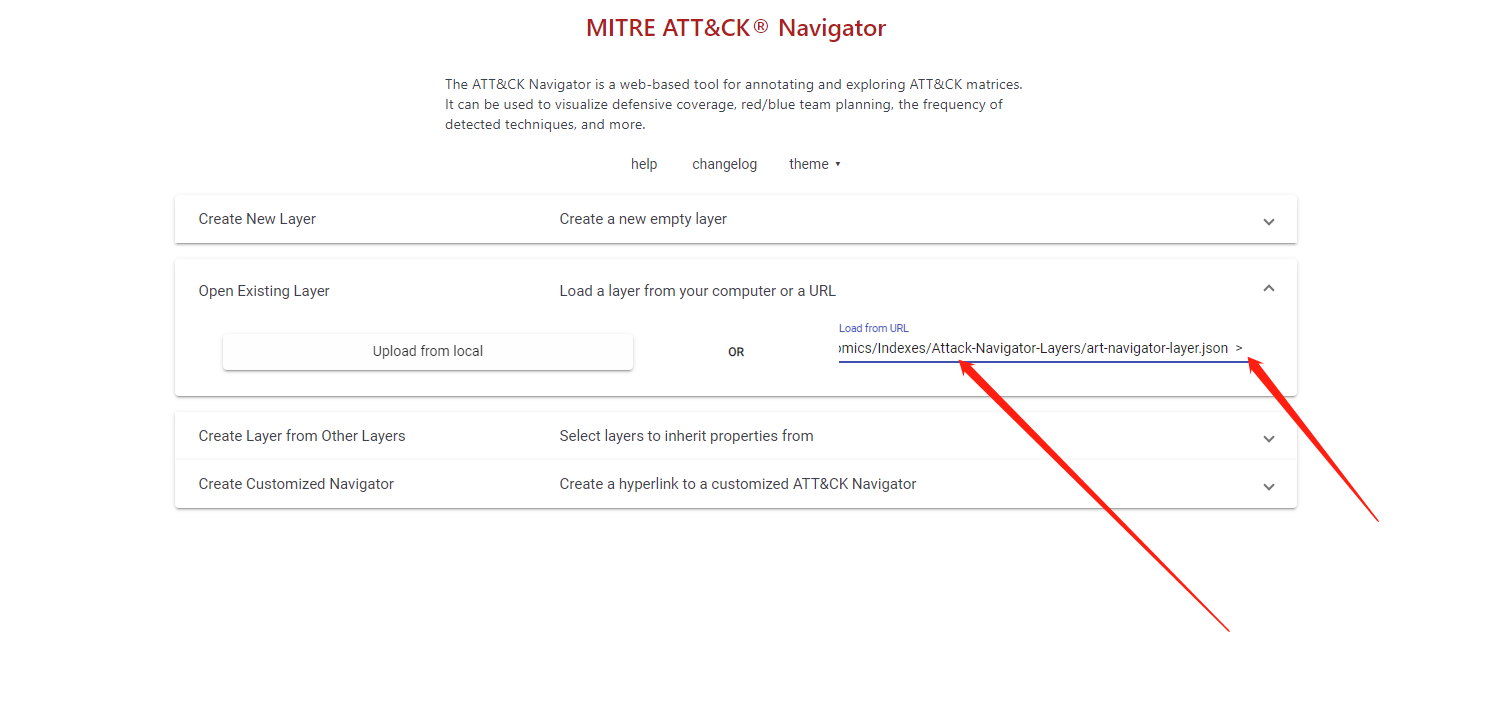 MITRE ATT&CK® Navigator
The ATT&CK Navigator is a web-based tool for annotating and exploring ATT&CK matrices.
It can be used to visualize defensive coverage, red/blue team planning, the frequency of
detected techniques, and more.
help changelog theme ▾
Create New Layer Create a new empty layer
Open Existing Layer Load a layer from your computer or a URL
Load from URL
Upload from local OR omics/Indexes/Attack-Navigator-Layers/art-navigator-layer.json >
Create Layer from Other Layers Select layers to inherit properties from
Create Customized Navigator Create a hyperlink to a customized ATT&CK Navigator